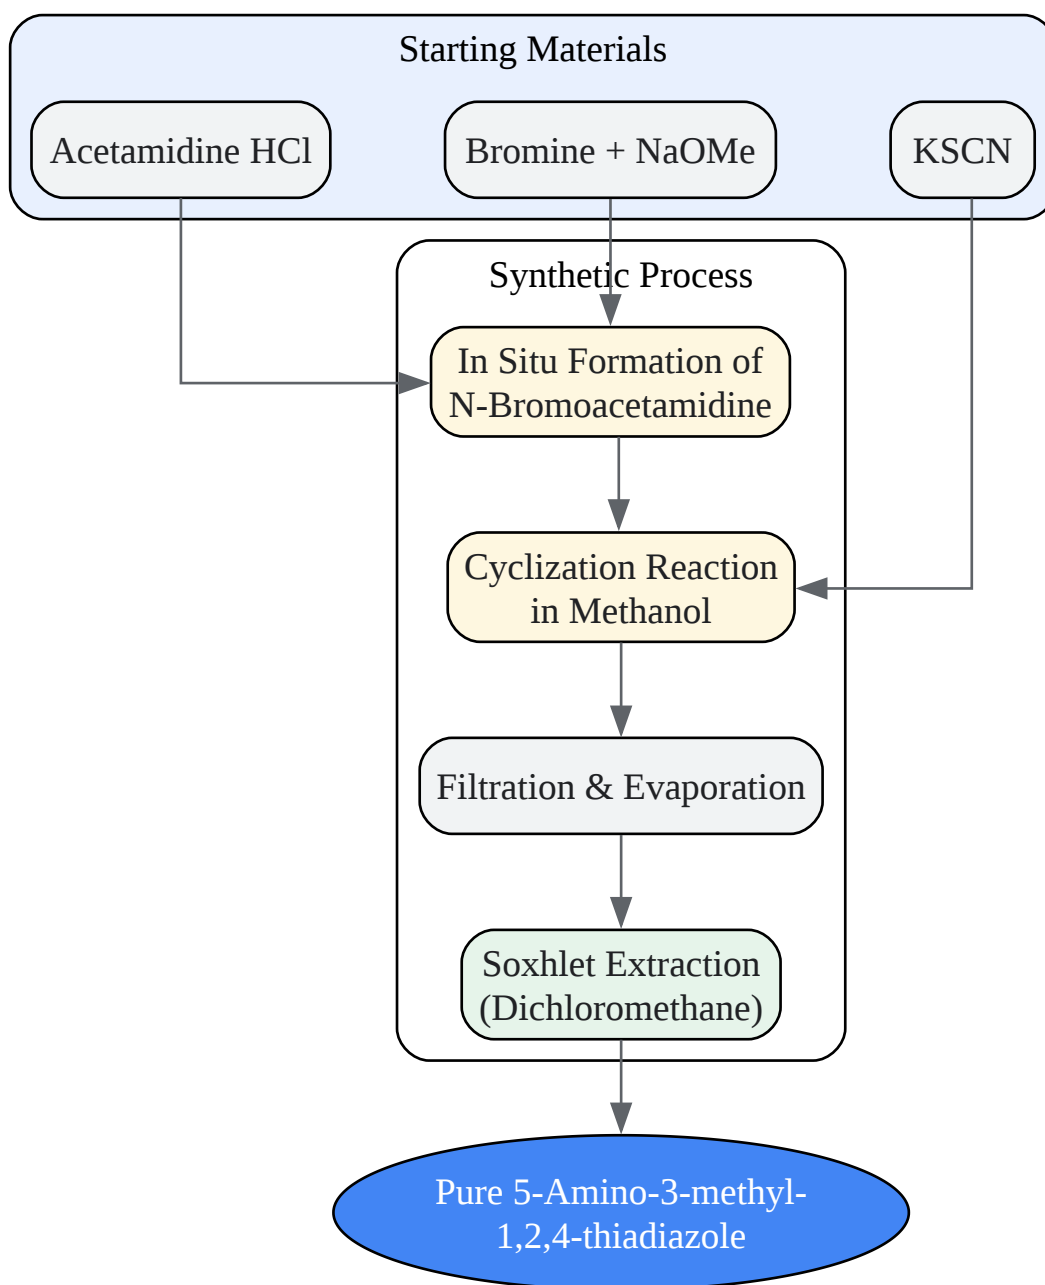 Starting Materials
Acetamidine HCl
Bromine + NaOMe
KSCN
Synthetic Process
In Situ Formation of
N-Bromoacetamidine
Cyclization Reaction
in Methanol
Filtration & Evaporation
Soxhlet Extraction
(Dichloromethane)
Pure 5-Amino-3-methyl-
1,2,4-thiadiazole